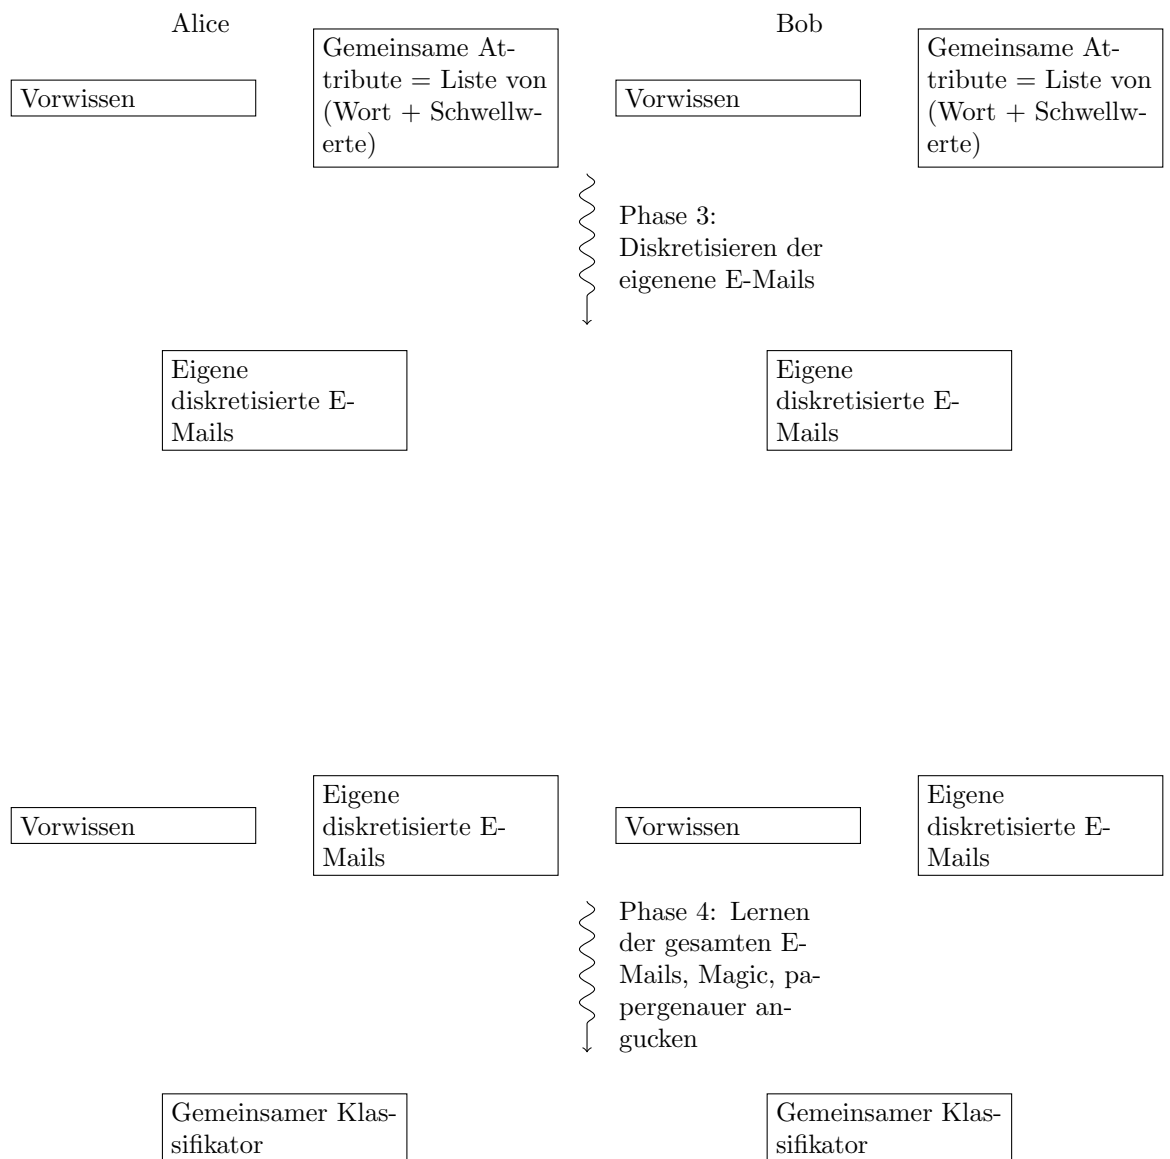 Alice
Bob
Vorwissen
Gemeinsame At-
tribute = Liste von
(Wort + Schwellw-
erte)
Vorwissen
Gemeinsame At-
tribute = Liste von
(Wort + Schwellw-
erte)
Phase 3:
Diskretisieren der
eigenene E-Mails
Eigene
diskretisierte E-
Mails
Eigene
diskretisierte E-
Mails
Vorwissen
Eigene
diskretisierte E-
Mails
Vorwissen
Eigene
diskretisierte E-
Mails
Phase 4: Lernen
der gesamten E-
Mails, Magic, pa-
pergenauer an-
gucken
Gemeinsamer Klas-
sifikator
Gemeinsamer Klas-
sifikator